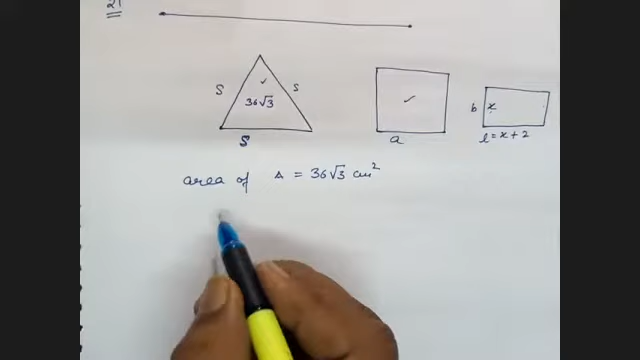 21
S S
36√3
S
a
b x
l = x + 2
area of Δ = 36√3 cm²